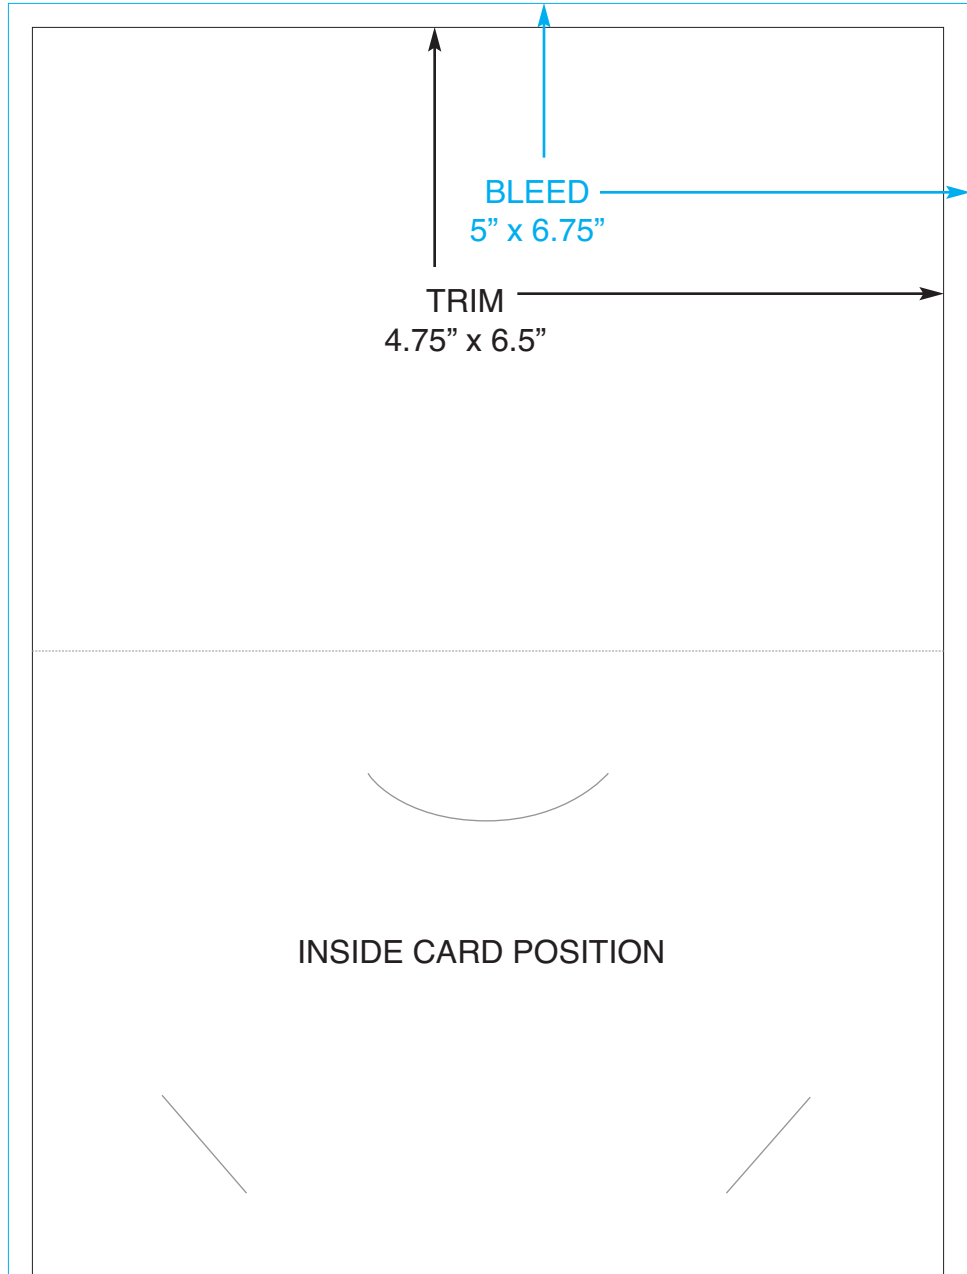 BLEED
5” x 6.75”
TRIM
4.75” x 6.5”
INSIDE CARD POSITION